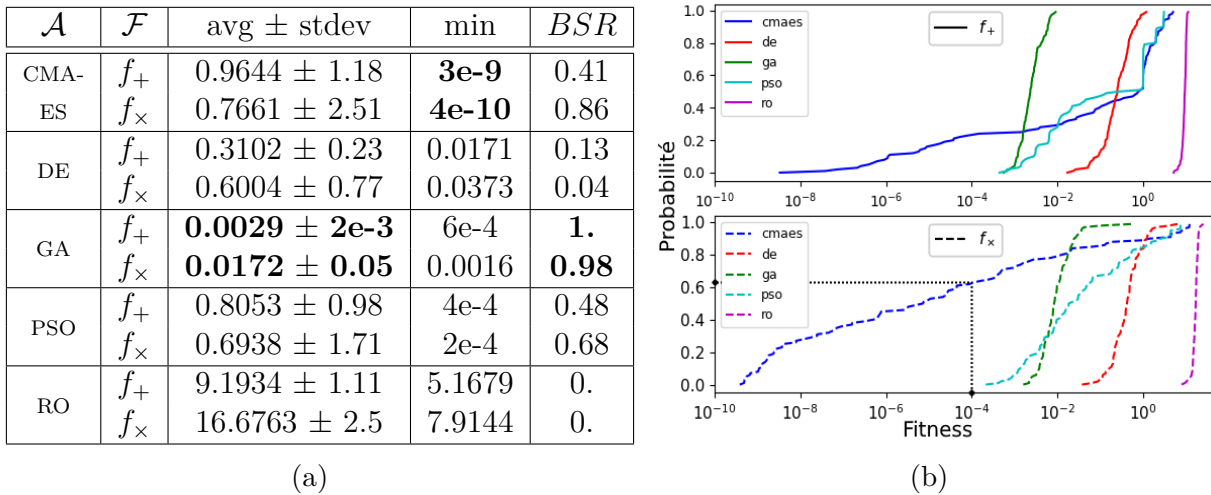 𝒜 ℱ avg ± stdev min BSR
CMA- f₊ 0.9644 ± 1.18 3e-9 0.41
ES f× 0.7661 ± 2.51 4e-10 0.86
DE f₊ 0.3102 ± 0.23 0.0171 0.13
f× 0.6004 ± 0.77 0.0373 0.04
GA f₊ 0.0029 ± 2e-3 6e-4 1.
f× 0.0172 ± 0.05 0.0016 0.98
PSO f₊ 0.8053 ± 0.98 4e-4 0.48
f× 0.6938 ± 1.71 2e-4 0.68
RO f₊ 9.1934 ± 1.11 5.1679 0.
f× 16.6763 ± 2.5 7.9144 0.
(a)
Probabilité
1.0
0.8
0.6
0.4
0.2
0.0
cmaes
de
ga
pso
ro
f₊
10⁻¹⁰ 10⁻⁸ 10⁻⁶ 10⁻⁴ 10⁻² 10⁰
1.0
0.8
0.6
0.4
0.2
0.0
cmaes
de
ga
pso
ro
f×
10⁻¹⁰ 10⁻⁸ 10⁻⁶ 10⁻⁴ 10⁻² 10⁰
Fitness
(b)